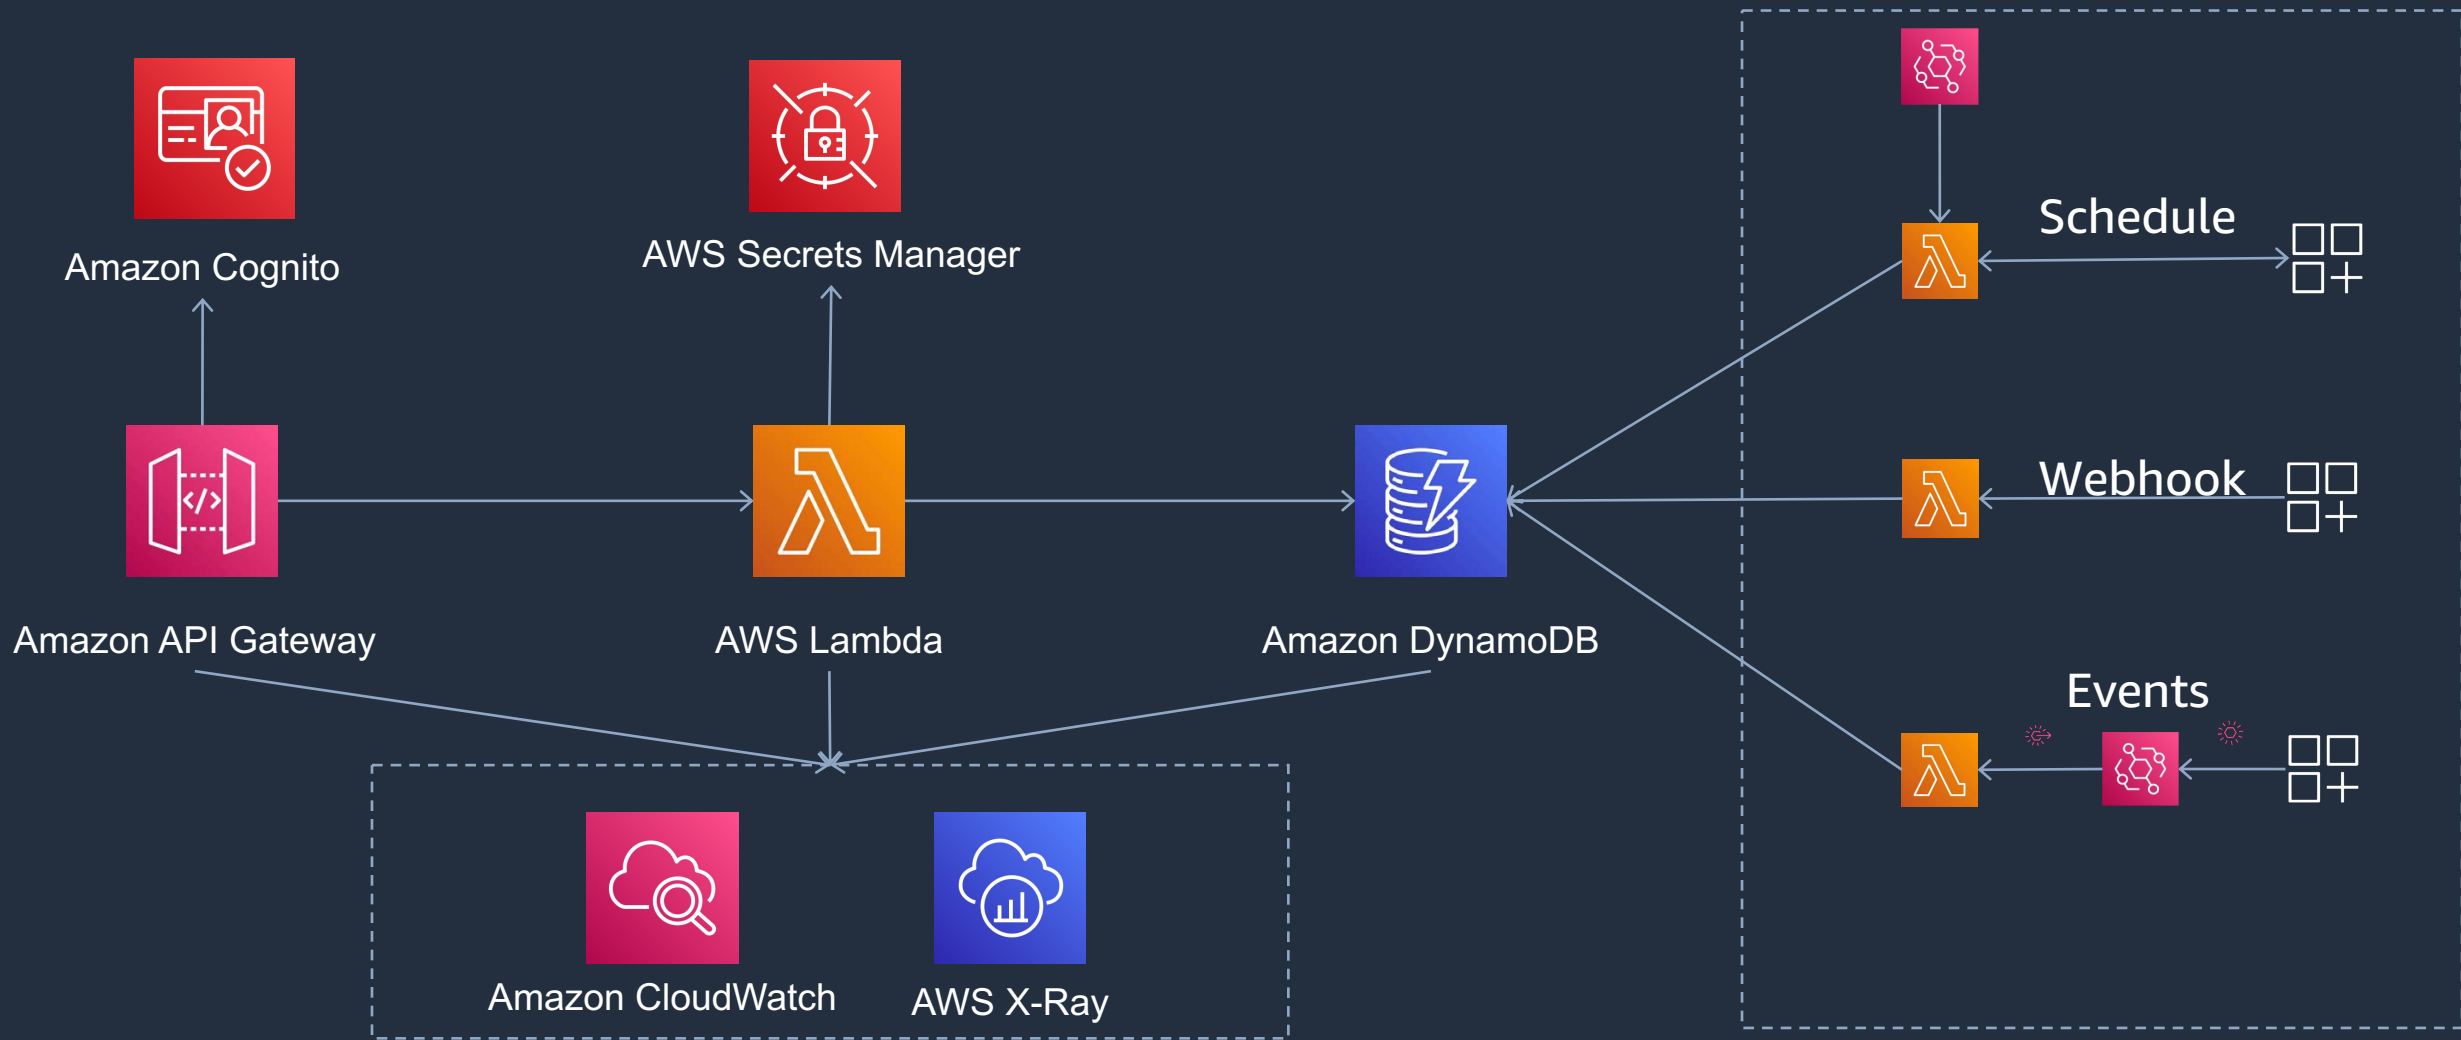 Amazon Cognito
AWS Secrets Manager
Amazon API Gateway
AWS Lambda
Amazon DynamoDB
Amazon CloudWatch
AWS X-Ray
Schedule
Webhook
Events